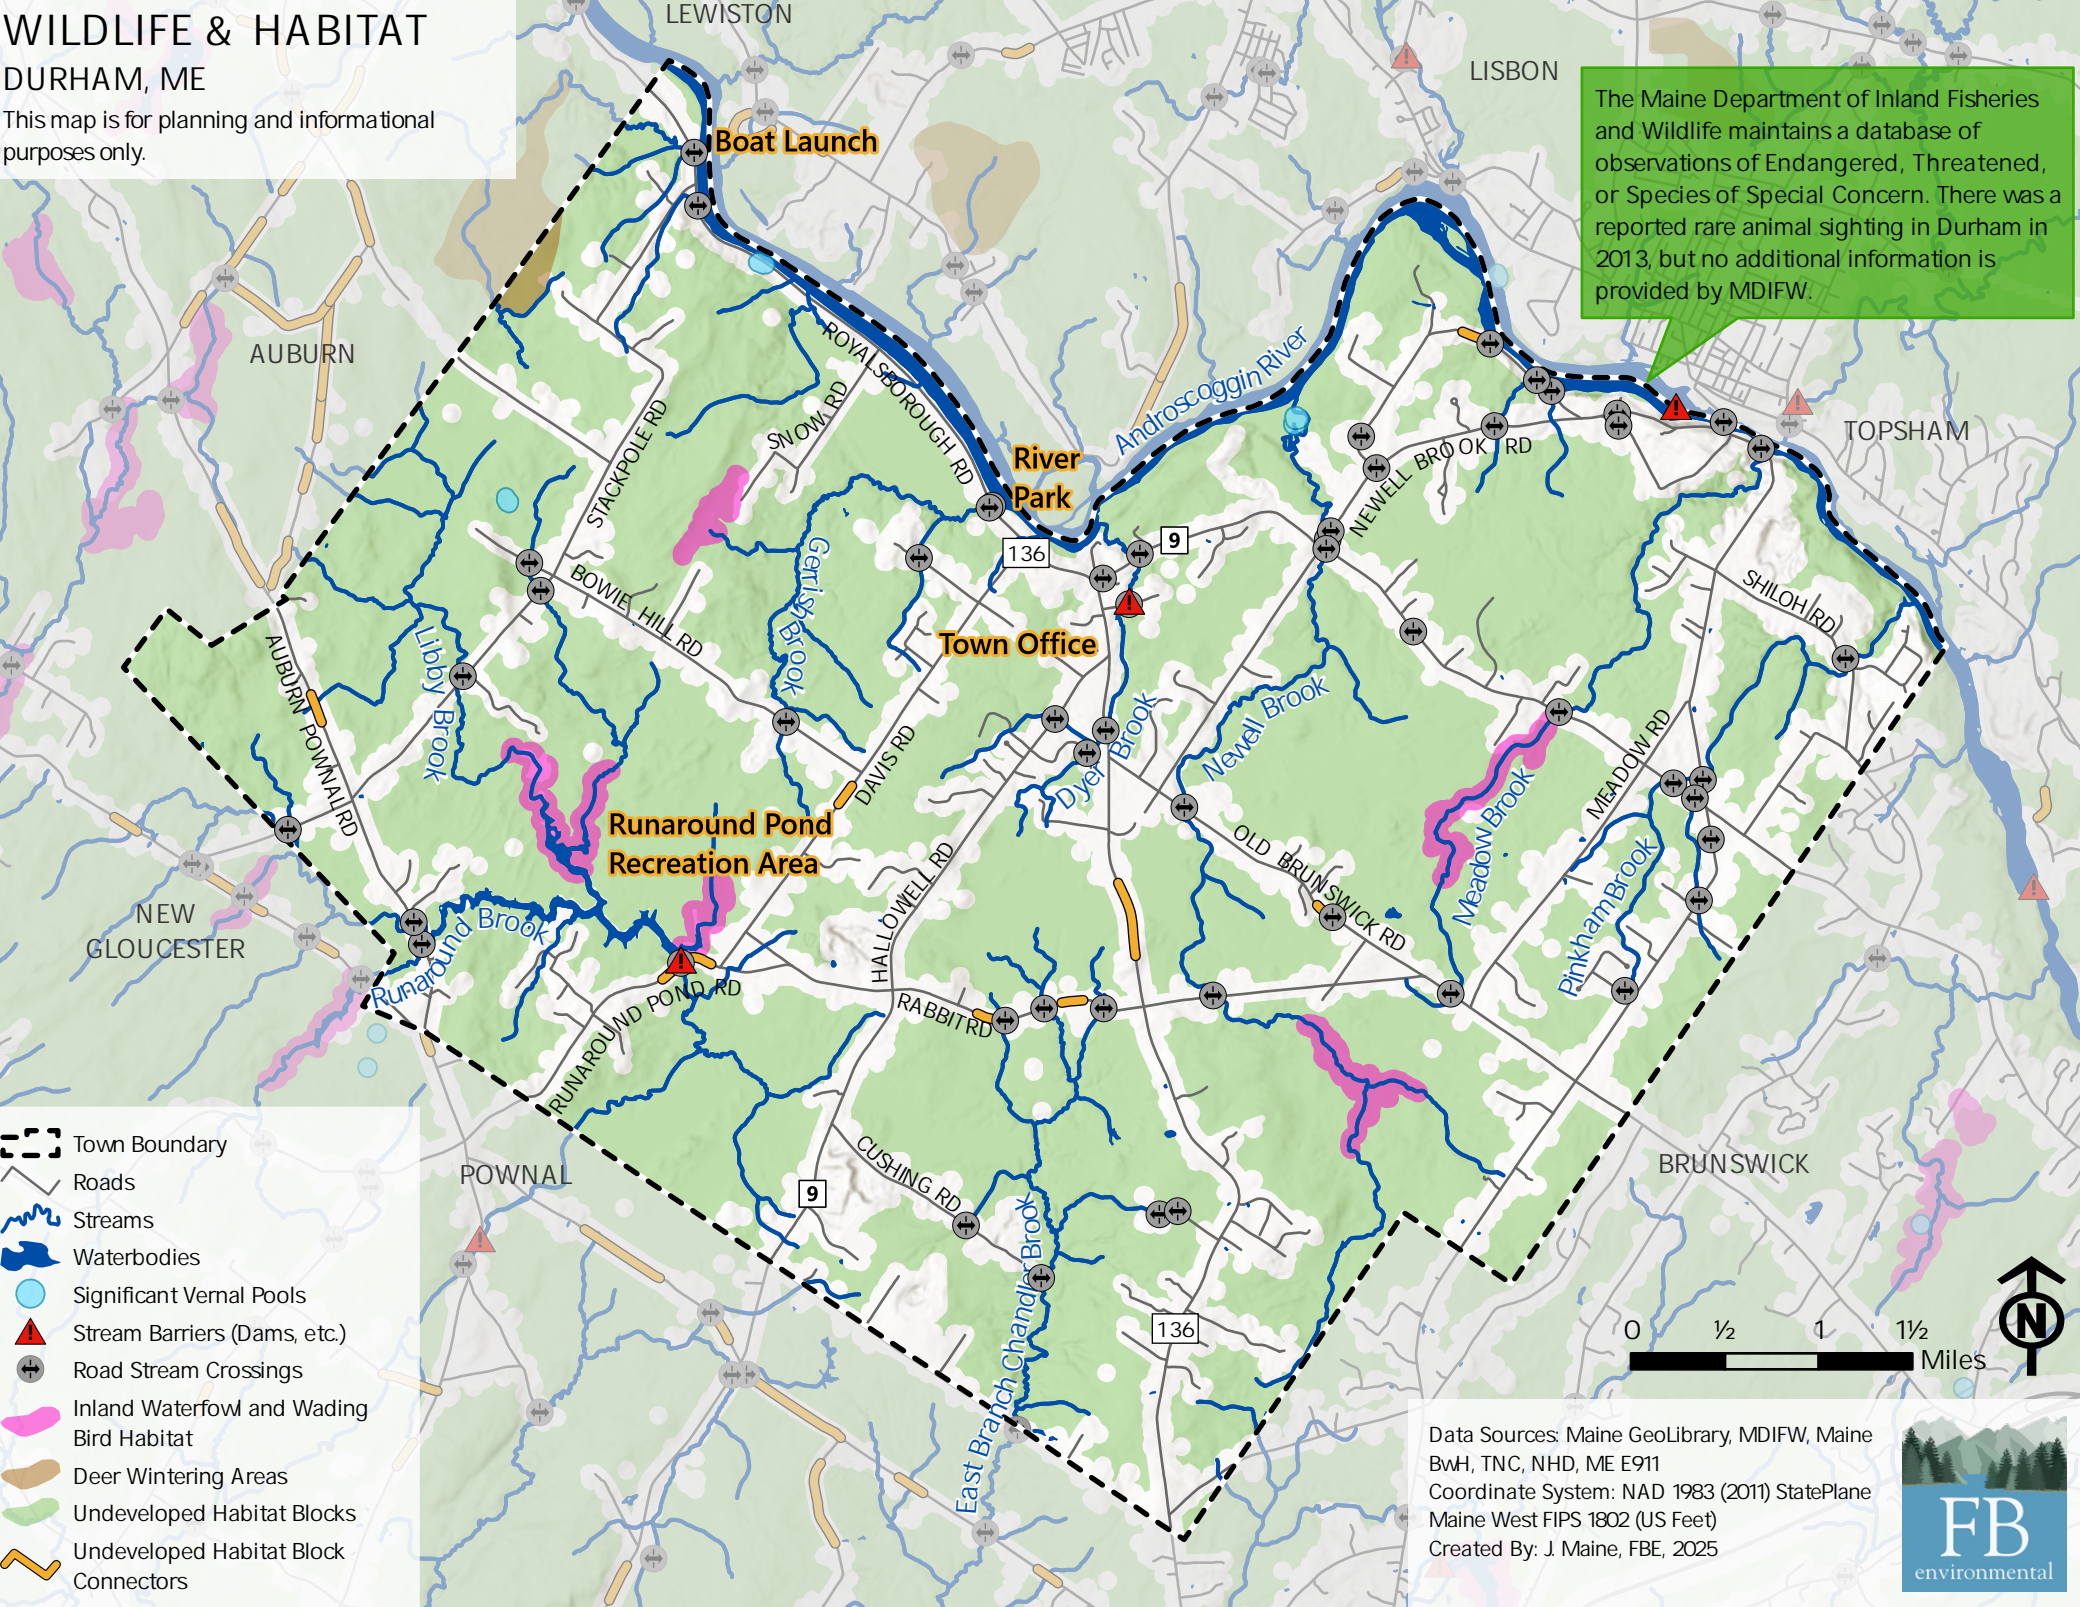 WILDLIFE & HABITAT
DURHAM, ME
This map is for planning and informational
purposes only.
LEWISTON
LISBON
The Maine Department of Inland Fisheries
and Wildlife maintains a database of
observations of Endangered, Threatened,
or Species of Special Concern. There was a
reported rare animal sighting in Durham in
2013, but no additional information is
provided by MDIFW.
Boat Launch
AUBURN
ROYALSBOROUGH RD
SNOW RD
STACKPOLE RD
Androscoggin River
River
Park
TOPSHAM
NEWELL BROOK RD
136
9
BOWIE HILL RD
Gerrish Brook
SHILOH RD
Town Office
Libby Brook
AUBURN POWNAL RD
DAVIS RD
Dyer Brook
Newell Brook
MEADOW RD
Meadow Brook
Runaround Pond
Recreation Area
OLD BRUNSWICK RD
HALLOWELL RD
Pinkham Brook
NEW
GLOUCESTER
Runaround Brook
RUNAROUND POND RD
RABBIT RD
CUSHING RD
9
POWNAL
BRUNSWICK
East Branch Chandler Brook
136
Town Boundary
Roads
Streams
Waterbodies
Significant Vernal Pools
Stream Barriers (Dams, etc.)
Road Stream Crossings
Inland Waterfowl and Wading
Bird Habitat
Deer Wintering Areas
Undeveloped Habitat Blocks
Undeveloped Habitat Block
Connectors
N
0 ½ 1 1½
Miles
Data Sources: Maine GeoLibrary, MDIFW, Maine
BwH, TNC, NHD, ME E911
Coordinate System: NAD 1983 (2011) StatePlane
Maine West FIPS 1802 (US Feet)
Created By: J. Maine, FBE, 2025
FB
environmental